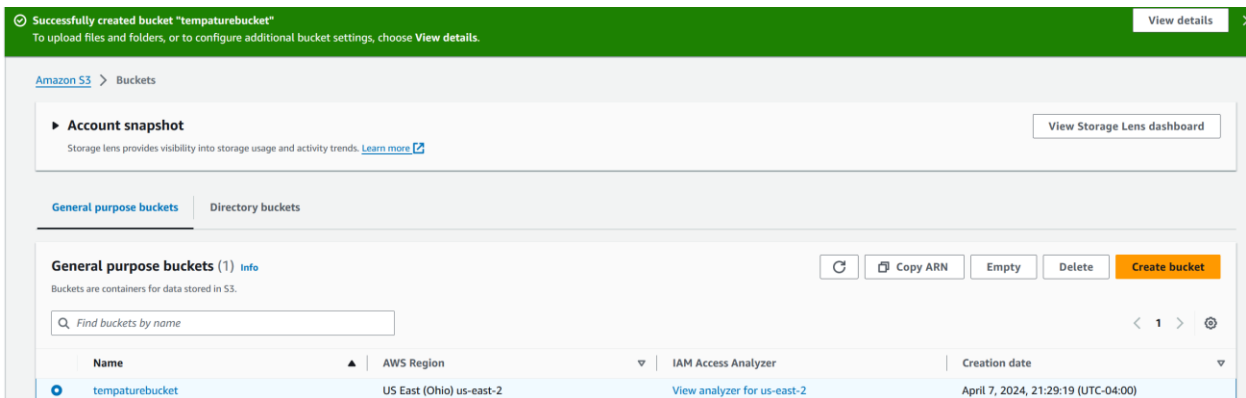 Successfully created bucket "tempaturebucket"
View details
To upload files and folders, or to configure additional bucket settings, choose View details.
Amazon S3 > Buckets
Account snapshot
View Storage Lens dashboard
Storage lens provides visibility into storage usage and activity trends. Learn more
General purpose buckets Directory buckets
General purpose buckets (1) Info
Copy ARN Empty Delete Create bucket
Buckets are containers for data stored in S3.
Find buckets by name
< 1 >
Name AWS Region IAM Access Analyzer Creation date
tempaturebucket US East (Ohio) us-east-2 View analyzer for us-east-2 April 7, 2024, 21:29:19 (UTC-04:00)